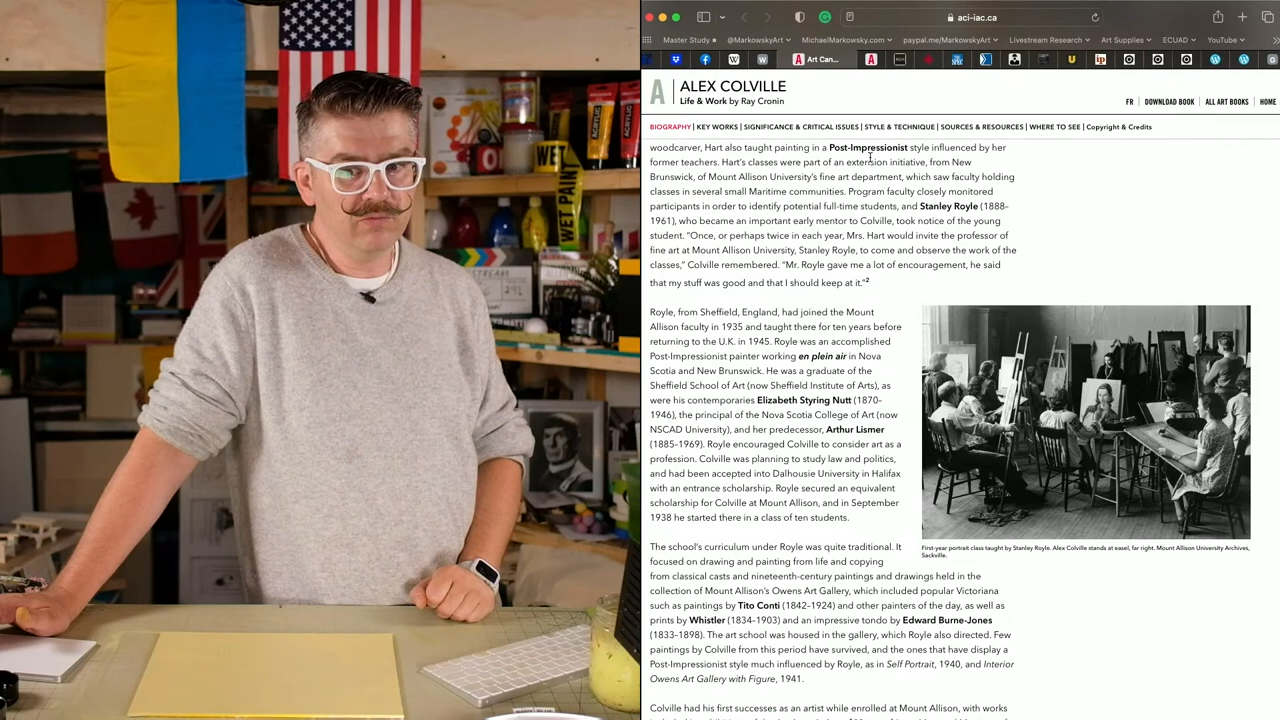 WET
WET PAINT
ACRYLIC
aci-iac.ca
Master Study
@MarkowskyArt
MichaelMarkowsky.com
paypal.me/MarkowskyArt
Livestream Research
Art Supplies
ECUAD
YouTube
Art Can...
A ALEX COLVILLE
Life & Work by Ray Cronin
FR | DOWNLOAD BOOK | ALL ART BOOKS | HOME
BIOGRAPHY | KEY WORKS | SIGNIFICANCE & CRITICAL ISSUES | STYLE & TECHNIQUE | SOURCES & RESOURCES | WHERE TO SEE | Copyright & Credits
woodcarver, Hart also taught painting in a Post-Impressionist style influenced by her
former teachers. Hart's classes were part of an extension initiative, from New
Brunswick, of Mount Allison University's fine art department, which saw faculty holding
classes in several small Maritime communities. Program faculty closely monitored
participants in order to identify potential full-time students, and Stanley Royle (1888–
1961), who became an important early mentor to Colville, took notice of the young
student. "Once, or perhaps twice in each year, Mrs. Hart would invite the professor of
fine art at Mount Allison University, Stanley Royle, to come and observe the work of the
classes," Colville remembered. "Mr. Royle gave me a lot of encouragement, he said
that my stuff was good and that I should keep at it."2
Royle, from Sheffield, England, had joined the Mount
Allison faculty in 1935 and taught there for ten years before
returning to the U.K. in 1945. Royle was an accomplished
Post-Impressionist painter working en plein air in Nova
Scotia and New Brunswick. He was a graduate of the
Sheffield School of Art (now Sheffield Institute of Arts), as
were his contemporaries Elizabeth Styring Nutt (1870–
1946), the principal of the Nova Scotia College of Art (now
NSCAD University), and her predecessor, Arthur Lismer
(1885–1969). Royle encouraged Colville to consider art as a
profession. Colville was planning to study law and politics,
and had been accepted into Dalhousie University in Halifax
with an entrance scholarship. Royle secured an equivalent
scholarship for Colville at Mount Allison, and in September
1938 he started there in a class of ten students.
First-year portrait class taught by Stanley Royle. Alex Colville stands at easel, far right. Mount Allison University Archives,
Sackville.
The school's curriculum under Royle was quite traditional. It
focused on drawing and painting from life and copying
from classical casts and nineteenth-century paintings and drawings held in the
collection of Mount Allison's Owens Art Gallery, which included popular Victoriana
such as paintings by Tito Conti (1842–1924) and other painters of the day, as well as
prints by Whistler (1834–1903) and an impressive tondo by Edward Burne-Jones
(1833–1898). The art school was housed in the gallery, which Royle also directed. Few
paintings by Colville from this period have survived, and the ones that have display a
Post-Impressionist style much influenced by Royle, as in Self Portrait, 1940, and Interior
Owens Art Gallery with Figure, 1941.
Colville had his first successes as an artist while enrolled at Mount Allison, with works